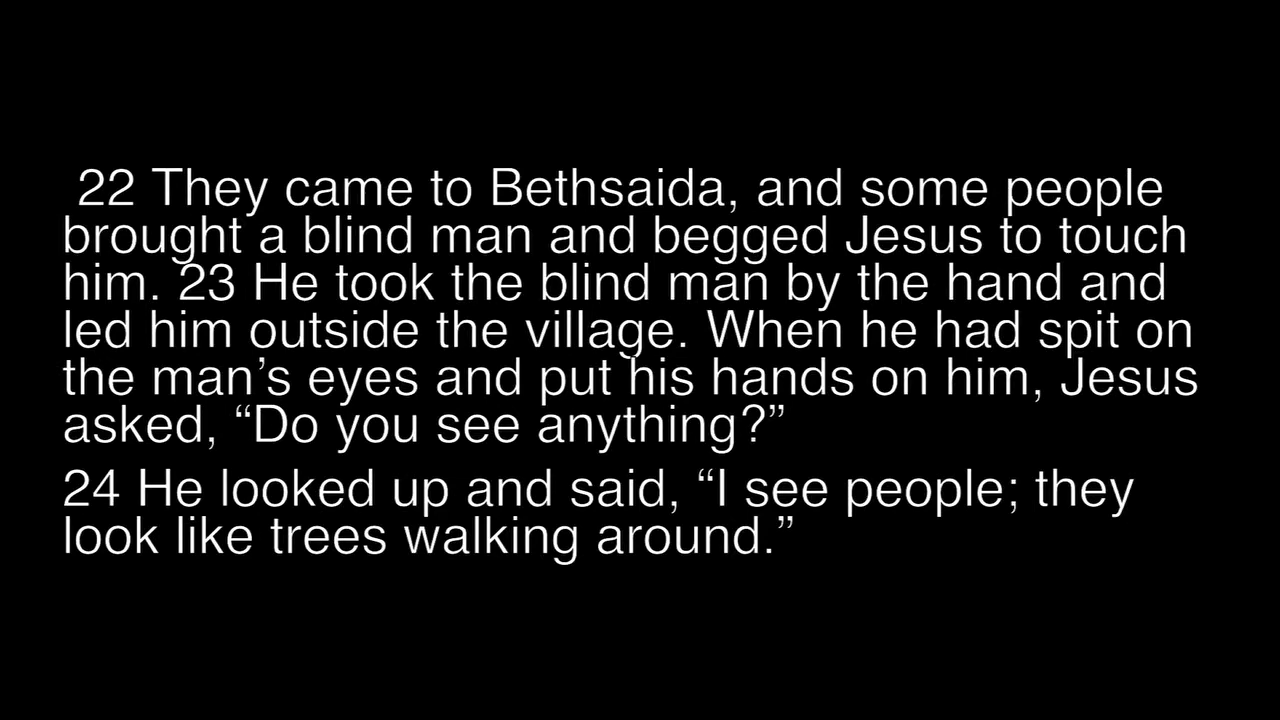 22 They came to Bethsaida, and some people
brought a blind man and begged Jesus to touch
him. 23 He took the blind man by the hand and
led him outside the village. When he had spit on
the man’s eyes and put his hands on him, Jesus
asked, “Do you see anything?”
24 He looked up and said, “I see people; they
look like trees walking around.”